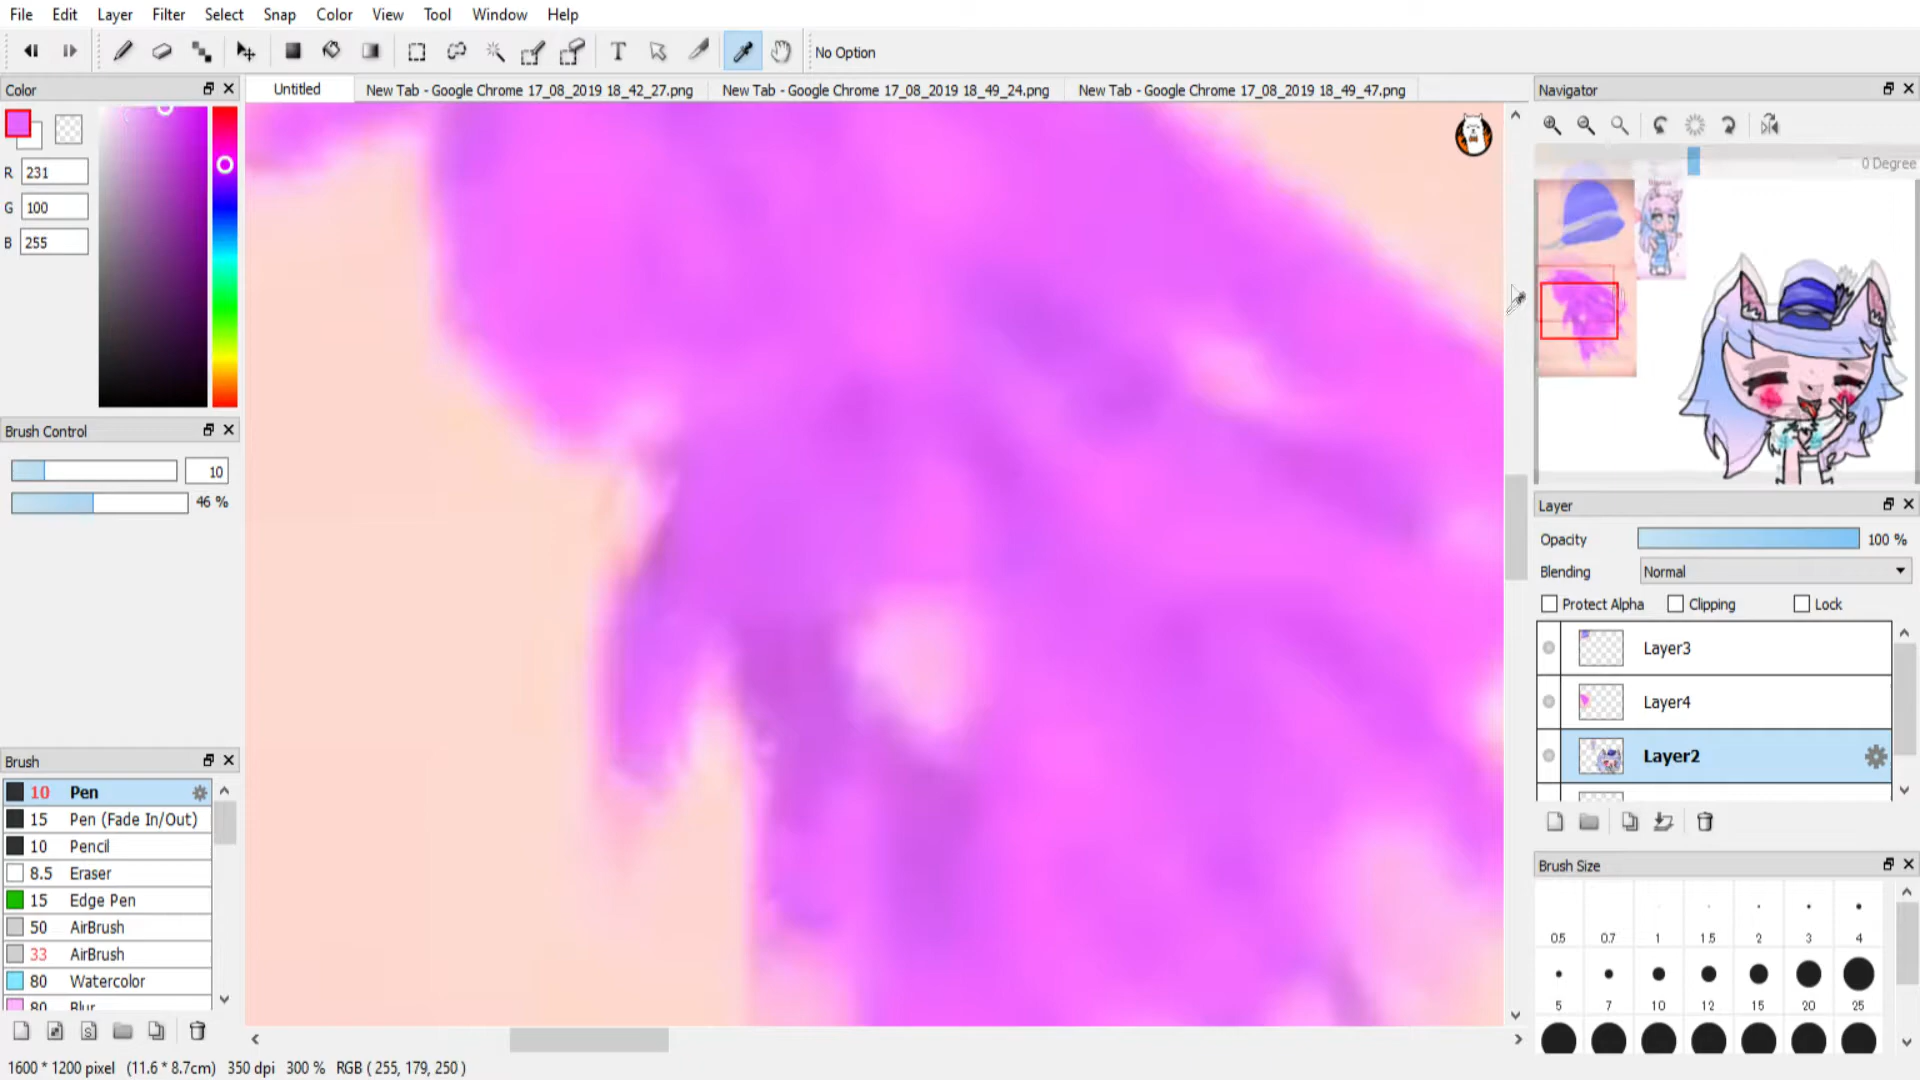 File Edit Layer Filter Select Snap Color View Tool Window Help
No Option
Color
Untitled
New Tab - Google Chrome 17_08_2019 18_42_27.png
New Tab - Google Chrome 17_08_2019 18_49_24.png
New Tab - Google Chrome 17_08_2019 18_49_47.png
Navigator
0 Degree
R 231
G 100
B 255
Brush Control
10
46 %
Layer
Opacity 100 %
Blending Normal
Protect Alpha Clipping Lock
Layer3
Layer4
Layer2
Brush
10 Pen
15 Pen (Fade In/Out)
10 Pencil
8.5 Eraser
15 Edge Pen
50 AirBrush
33 AirBrush
80 Watercolor
80 Blur
Brush Size
0.5 0.7 1 1.5 2 3 4
5 7 10 12 15 20 25
1600 * 1200 pixel (11.6 * 8.7cm) 350 dpi 300 % RGB ( 255, 179, 250 )